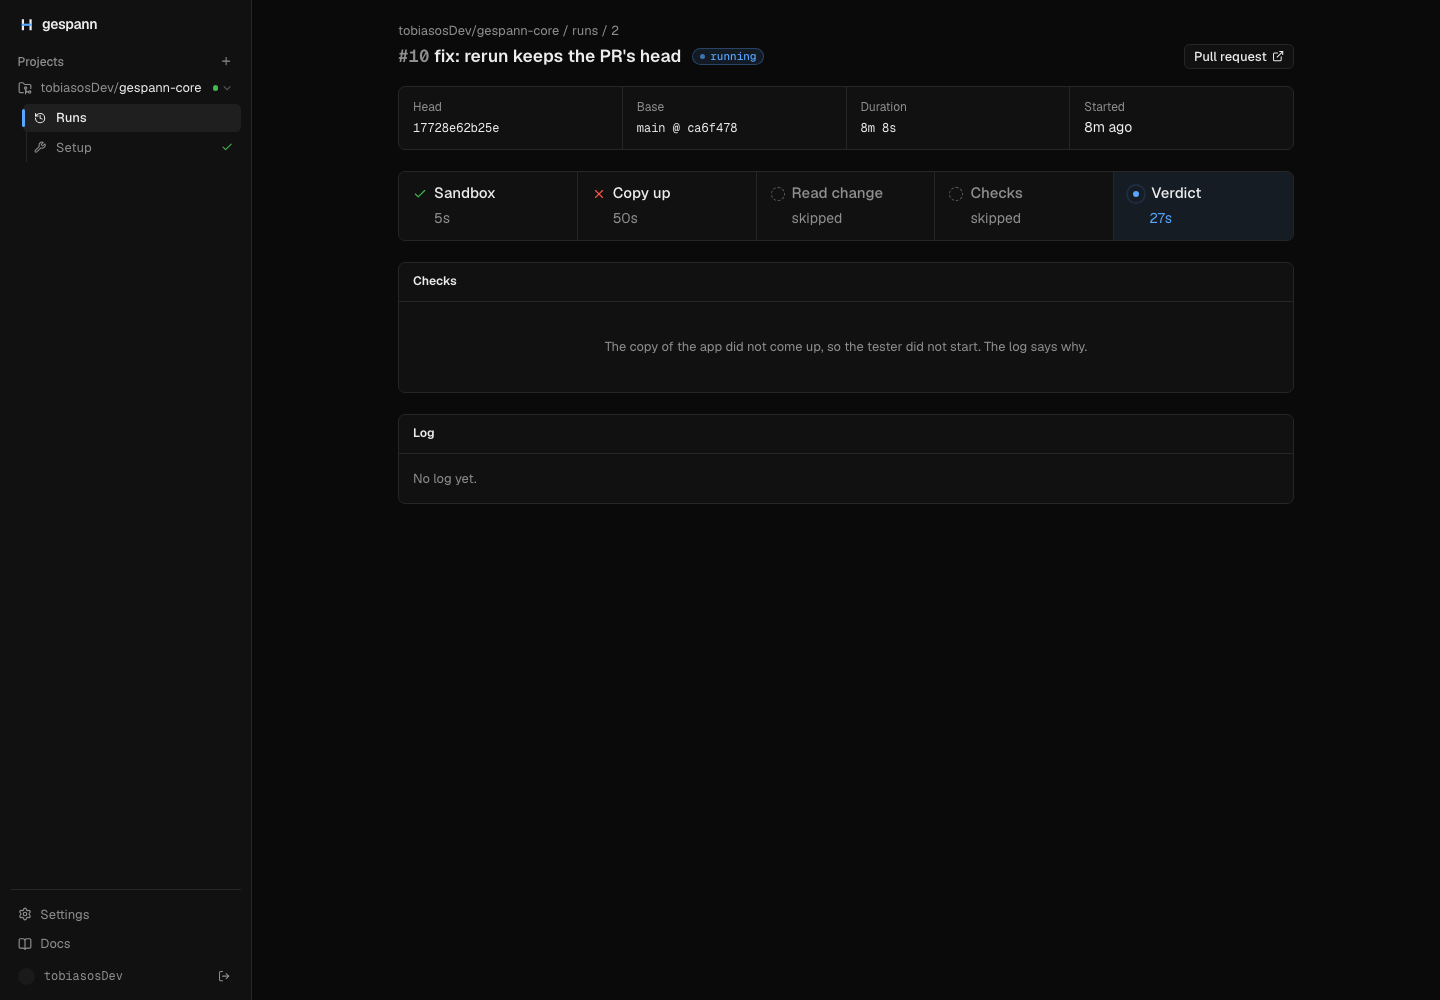 gespann
Projects
tobiasosDev/gespann-core
Runs
Setup
Settings
Docs
tobiasosDev
tobiasosDev/gespann-core / runs / 2
#10 fix: rerun keeps the PR's head
running
Pull request
Head
17728e62b25e
Base
main @ ca6f478
Duration
8m 8s
Started
8m ago
Sandbox
5s
Copy up
50s
Read change
skipped
Checks
skipped
Verdict
27s
Checks
The copy of the app did not come up, so the tester did not start. The log says why.
Log
No log yet.